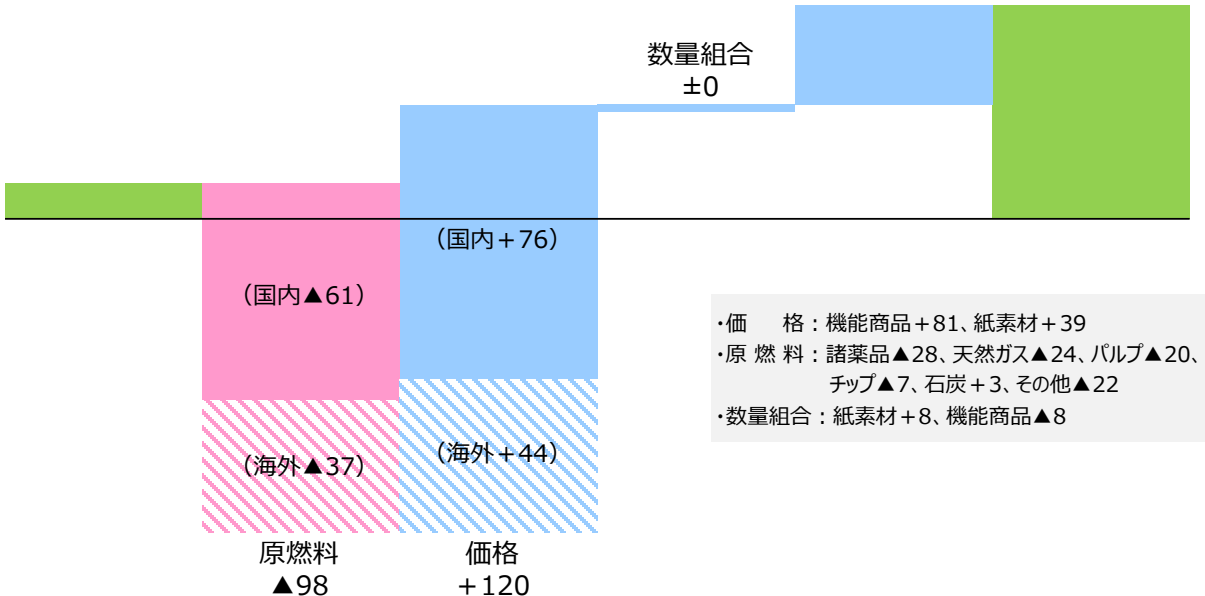 数量組合
±0
（国内＋76）
（国内▲61）
（海外＋44）
（海外▲37）
原燃料
▲98
価格
＋120
・価　　格：機能商品＋81、紙素材＋39
・原 燃 料：諸薬品▲28、天然ガス▲24、パルプ▲20、
チップ▲7、石炭＋3、その他▲22
・数量組合：紙素材＋8、機能商品▲8